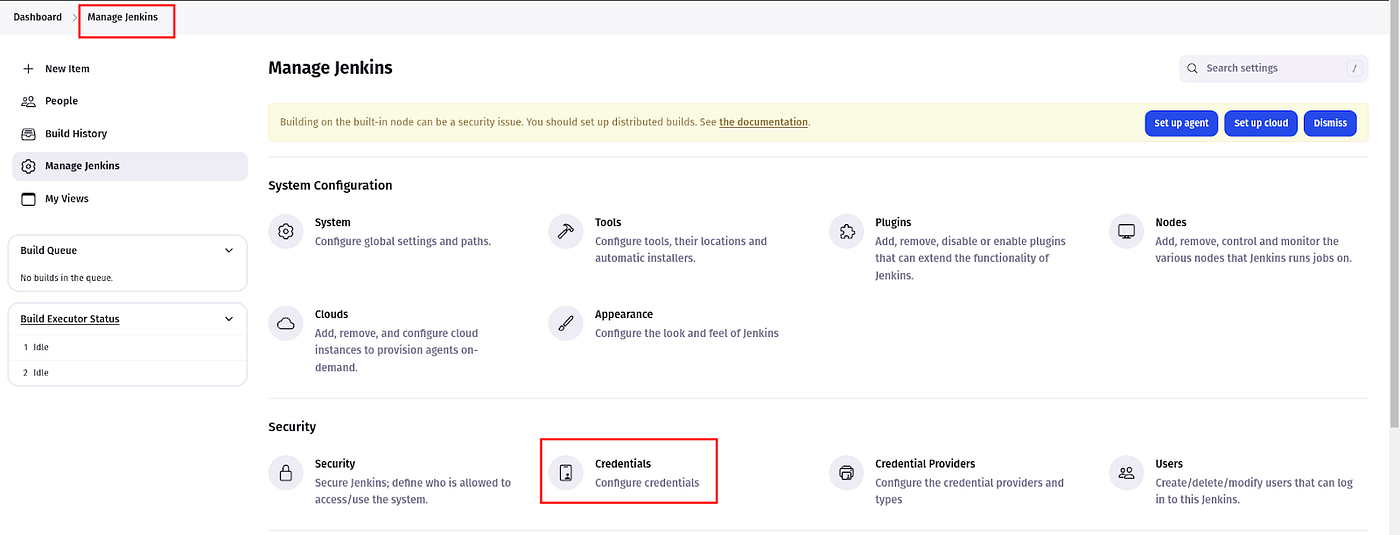 Dashboard > Manage Jenkins
New Item
People
Build History
Manage Jenkins
My Views
Build Queue
No builds in the queue.
Build Executor Status
1 Idle
2 Idle
Manage Jenkins
Search settings /
Building on the built-in node can be a security issue. You should set up distributed builds. See the documentation.
Set up agent Set up cloud Dismiss
System Configuration
System
Configure global settings and paths.
Tools
Configure tools, their locations and
automatic installers.
Plugins
Add, remove, disable or enable plugins
that can extend the functionality of
Jenkins.
Nodes
Add, remove, control and monitor the
various nodes that Jenkins runs jobs on.
Clouds
Add, remove, and configure cloud
instances to provision agents on-
demand.
Appearance
Configure the look and feel of Jenkins
Security
Security
Secure Jenkins; define who is allowed to
access/use the system.
Credentials
Configure credentials
Credential Providers
Configure the credential providers and
types
Users
Create/delete/modify users that can log
in to this Jenkins.